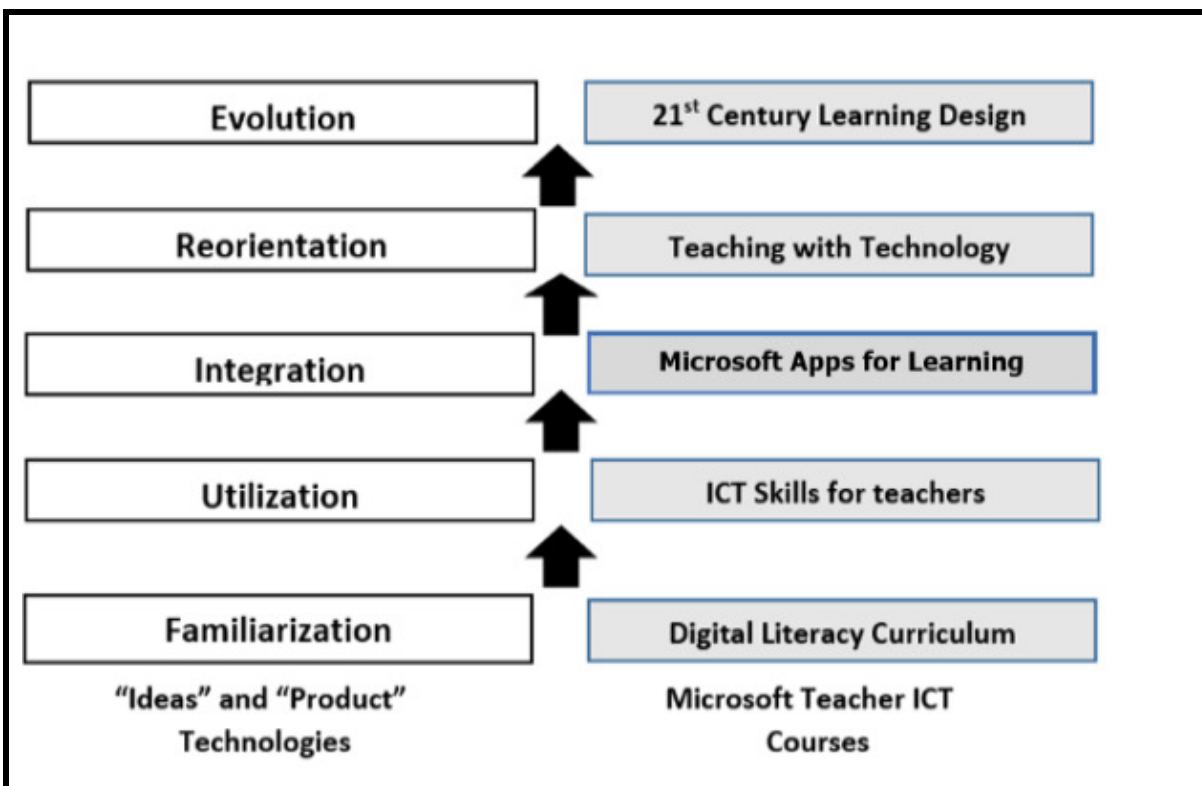 Evolution
21st Century Learning Design
Reorientation
Teaching with Technology
Integration
Microsoft Apps for Learning
Utilization
ICT Skills for teachers
Familiarization
Digital Literacy Curriculum
“Ideas” and “Product”
Technologies
Microsoft Teacher ICT
Courses